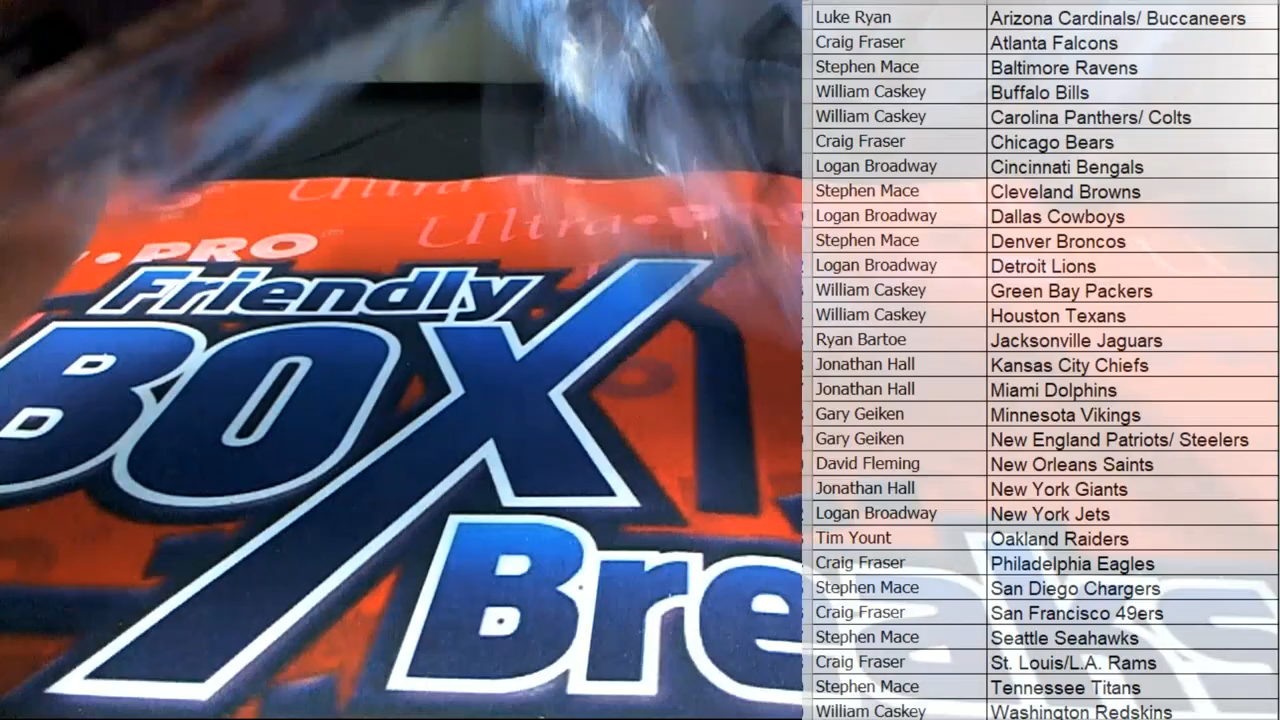 Ultra
Ultra
PRO
Friendly
BOX
Bre
Luke Ryan Arizona Cardinals/ Buccaneers
Craig Fraser Atlanta Falcons
Stephen Mace Baltimore Ravens
William Caskey Buffalo Bills
William Caskey Carolina Panthers/ Colts
Craig Fraser Chicago Bears
Logan Broadway Cincinnati Bengals
Stephen Mace Cleveland Browns
Logan Broadway Dallas Cowboys
Stephen Mace Denver Broncos
Logan Broadway Detroit Lions
William Caskey Green Bay Packers
William Caskey Houston Texans
Ryan Bartoe Jacksonville Jaguars
Jonathan Hall Kansas City Chiefs
Jonathan Hall Miami Dolphins
Gary Geiken Minnesota Vikings
Gary Geiken New England Patriots/ Steelers
David Fleming New Orleans Saints
Jonathan Hall New York Giants
Logan Broadway New York Jets
Tim Yount Oakland Raiders
Craig Fraser Philadelphia Eagles
Stephen Mace San Diego Chargers
Craig Fraser San Francisco 49ers
Stephen Mace Seattle Seahawks
Craig Fraser St. Louis/L.A. Rams
Stephen Mace Tennessee Titans
William Caskey Washington Redskins